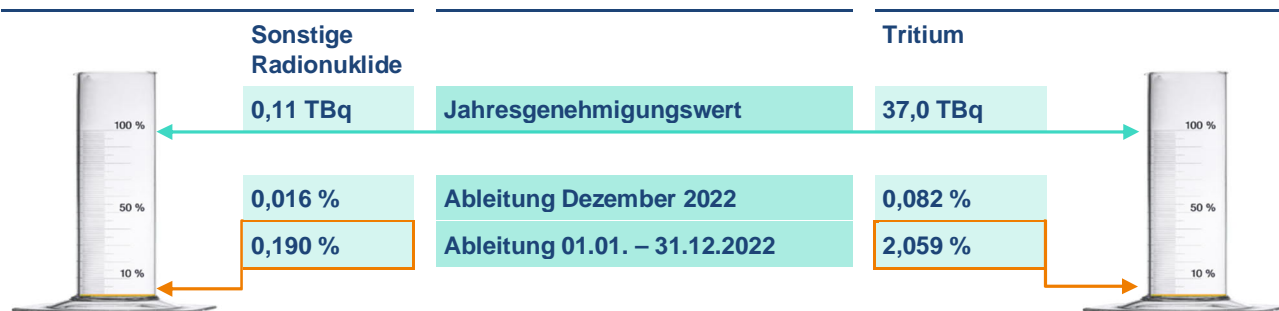 Sonstige
Radionuklide
Tritium
0,11 TBq Jahresgenehmigungswert 37,0 TBq
100 % 100 %
0,016 % Ableitung Dezember 2022 0,082 %
50 % 50 %
0,190 % Ableitung 01.01. – 31.12.2022 2,059 %
10 % 10 %